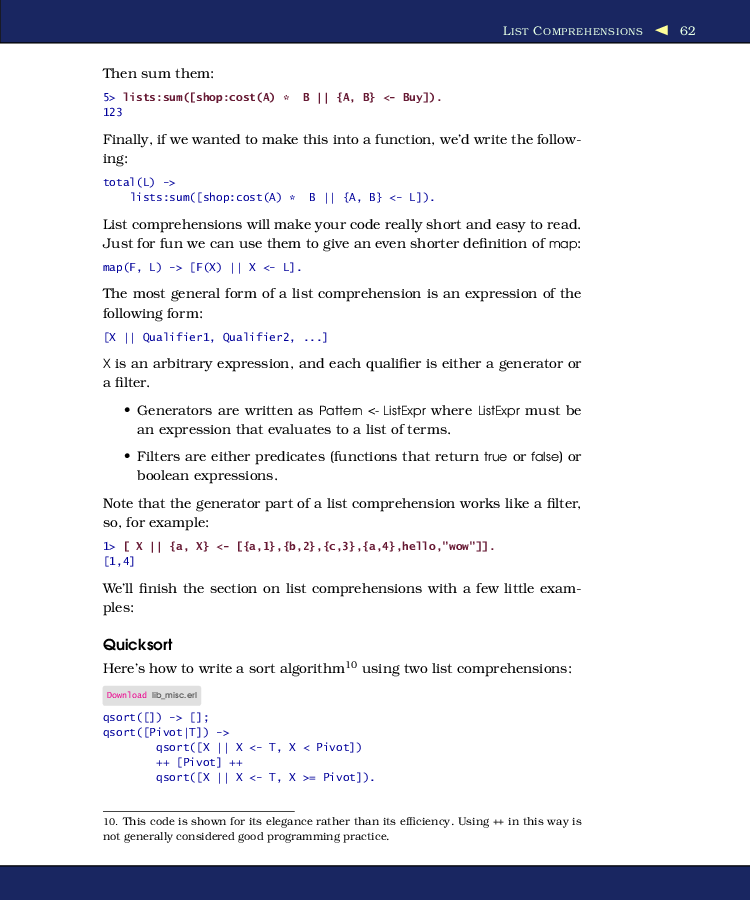 LIST COMPREHENSIONS ◀ 62
Then sum them:
5> lists:sum([shop:cost(A) * B || {A, B} <- Buy]).
123
Finally, if we wanted to make this into a function, we'd write the follow-
ing:
total(L) ->
    lists:sum([shop:cost(A) * B || {A, B} <- L]).
List comprehensions will make your code really short and easy to read.
Just for fun we can use them to give an even shorter definition of map:
map(F, L) -> [F(X) || X <- L].
The most general form of a list comprehension is an expression of the
following form:
[X || Qualifier1, Qualifier2, ...]
X is an arbitrary expression, and each qualifier is either a generator or
a filter.
• Generators are written as Pattern <- ListExpr where ListExpr must be
an expression that evaluates to a list of terms.
• Filters are either predicates (functions that return true or false) or
boolean expressions.
Note that the generator part of a list comprehension works like a filter,
so, for example:
1> [ X || {a, X} <- [{a,1},{b,2},{c,3},{a,4},hello,"wow"]].
[1,4]
We'll finish the section on list comprehensions with a few little exam-
ples:
Quicksort
Here's how to write a sort algorithm10 using two list comprehensions:
Download lib_misc.erl
qsort([]) -> [];
qsort([Pivot|T]) ->
        qsort([X || X <- T, X < Pivot])
        ++ [Pivot] ++
        qsort([X || X <- T, X >= Pivot]).
10. This code is shown for its elegance rather than its efficiency. Using ++ in this way is
not generally considered good programming practice.